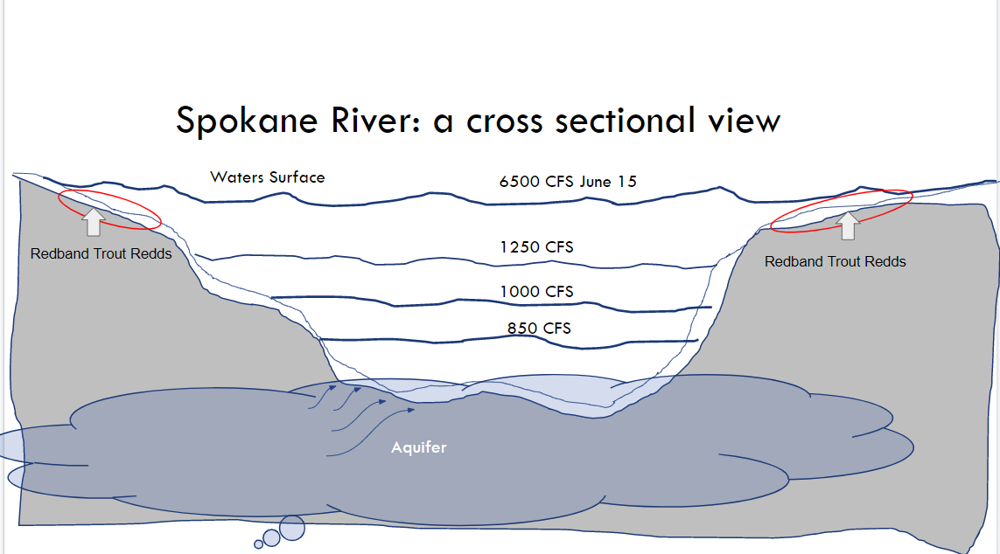 Spokane River: a cross sectional view
Waters Surface
6500 CFS June 15
1250 CFS
Redband Trout Redds
Redband Trout Redds
1000 CFS
850 CFS
Aquifer